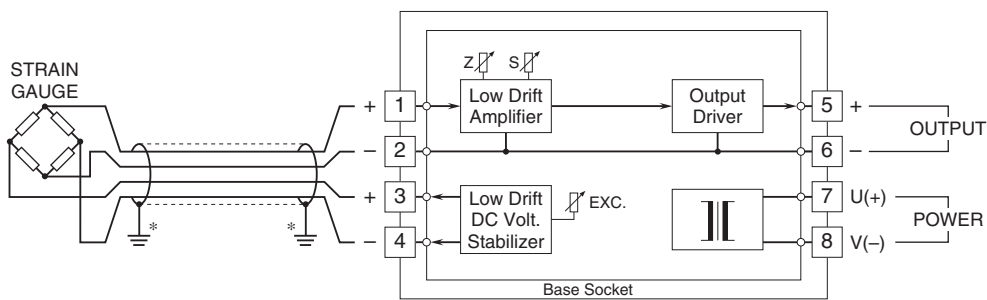 STRAIN
GAUGE
Z
S
Low Drift
Amplifier
Output
Driver
+ 1
− 2
+ 3
− 4
5 +
6 −
OUTPUT
Low Drift
DC Volt.
Stabilizer
EXC.
7 U(+)
8 V(–)
POWER
*
*
Base Socket